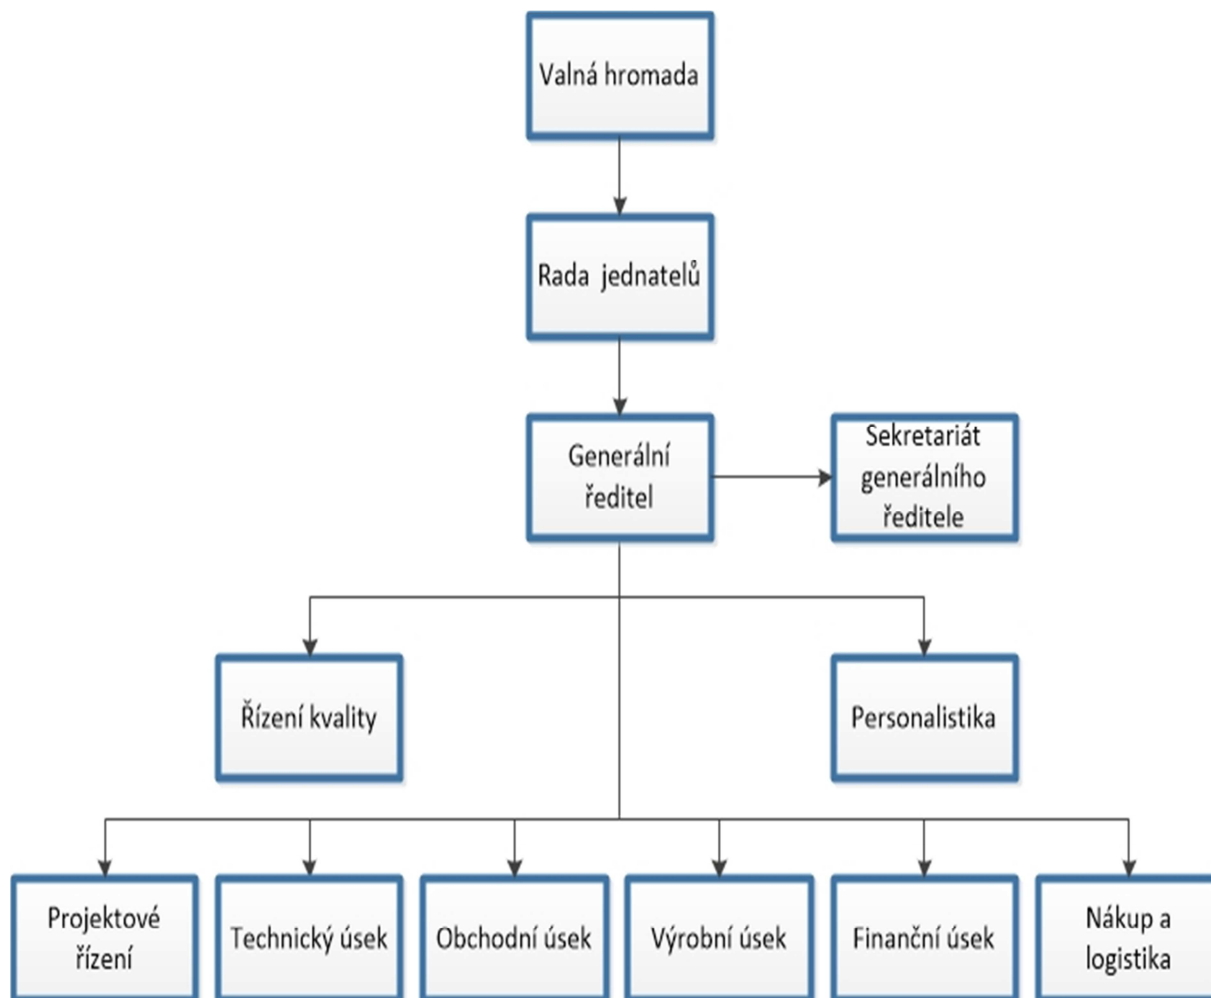 Valná hromada
Rada jednatelů
Generální
ředitel
Sekretariát
generálního
ředitele
Řízení kvality
Personalistika
Projektové
řízení
Technický úsek
Obchodní úsek
Výrobní úsek
Finanční úsek
Nákup a
logistika